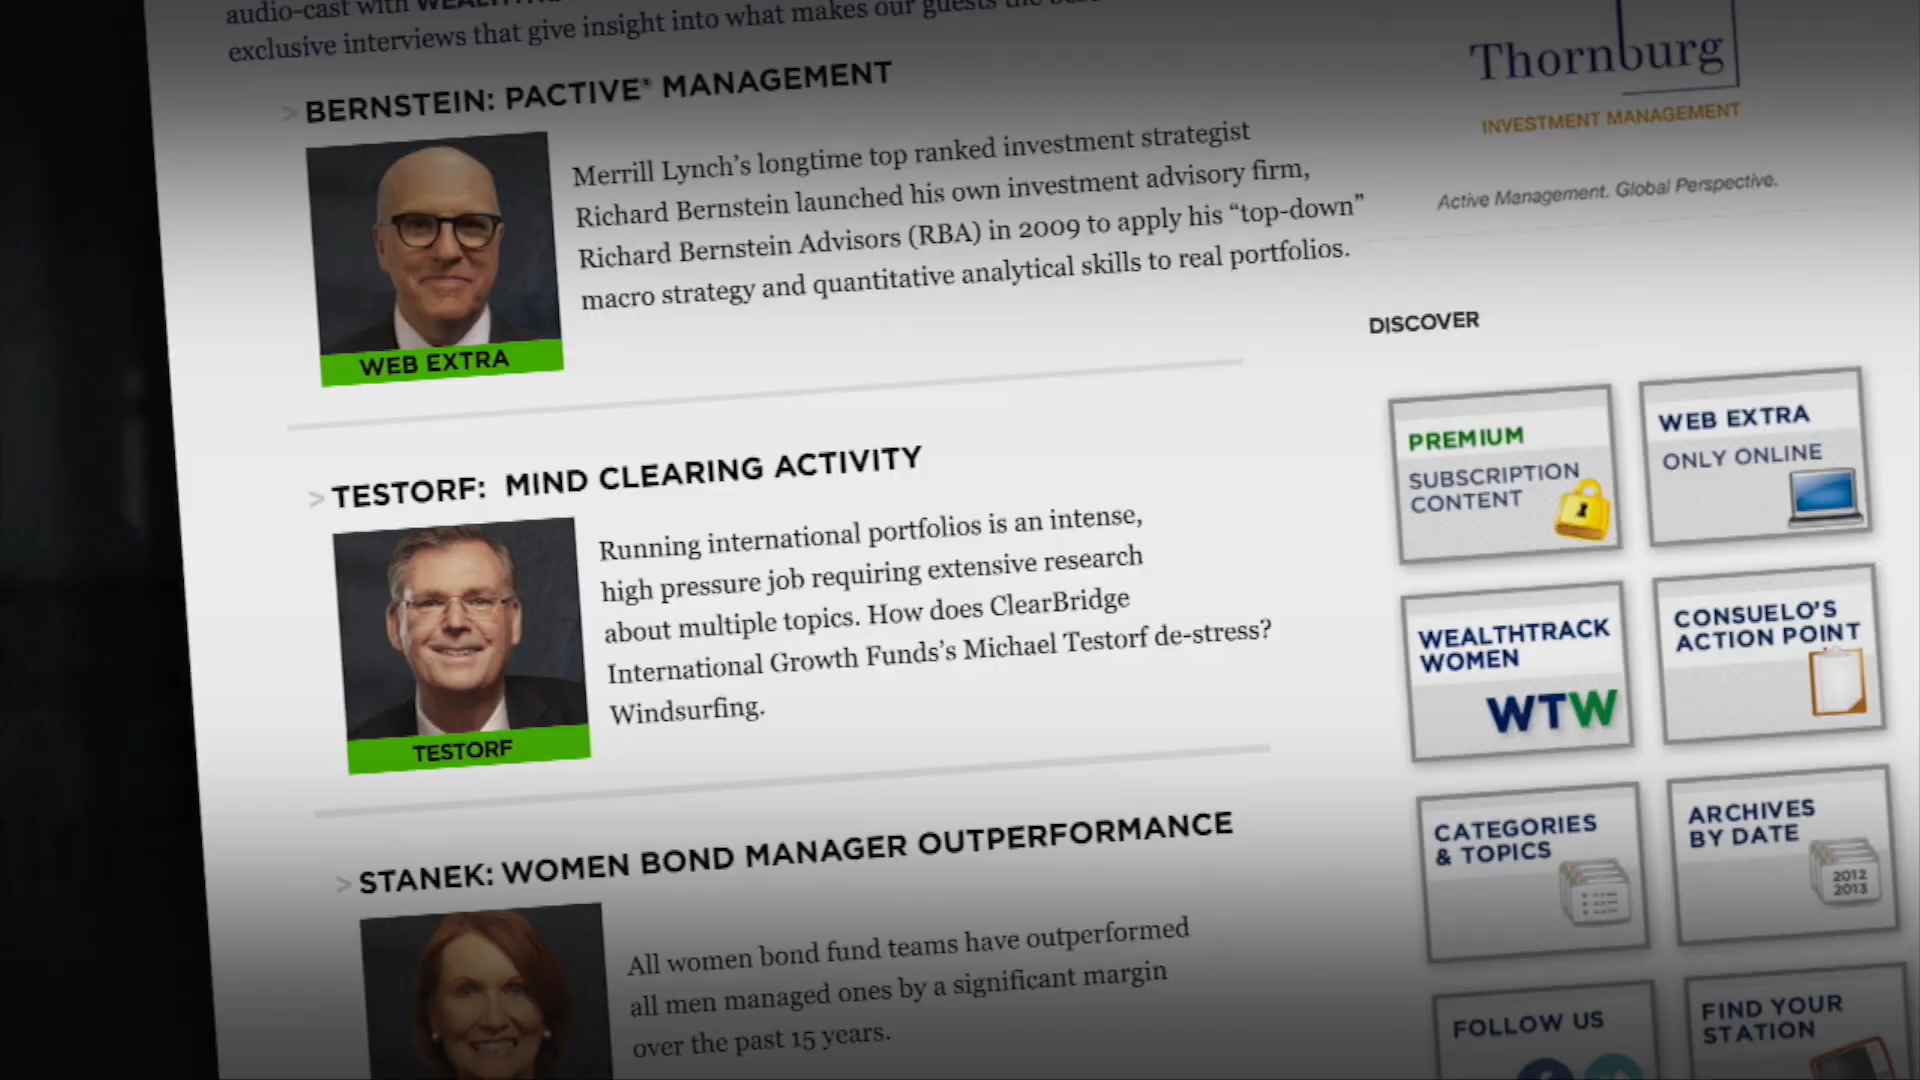 audio-cast with
exclusive interviews that give insight into what makes our guests the
> BERNSTEIN: PACTIVE® MANAGEMENT
Merrill Lynch’s longtime top ranked investment strategist
Richard Bernstein launched his own investment advisory firm,
Richard Bernstein Advisors (RBA) in 2009 to apply his “top-down”
macro strategy and quantitative analytical skills to real portfolios.
WEB EXTRA
> TESTORF: MIND CLEARING ACTIVITY
Running international portfolios is an intense,
high pressure job requiring extensive research
about multiple topics. How does ClearBridge
International Growth Funds’s Michael Testorf de-stress?
Windsurfing.
TESTORF
> STANEK: WOMEN BOND MANAGER OUTPERFORMANCE
All women bond fund teams have outperformed
all men managed ones by a significant margin
over the past 15 years.
Thornburg
INVESTMENT MANAGEMENT
Active Management. Global Perspective.
DISCOVER
PREMIUM
SUBSCRIPTION
CONTENT
WEB EXTRA
ONLY ONLINE
WEALTHTRACK
WOMEN
WTW
CONSUELO’S
ACTION POINT
CATEGORIES
& TOPICS
ARCHIVES
BY DATE
2012
2013
FOLLOW US
FIND YOUR
STATION